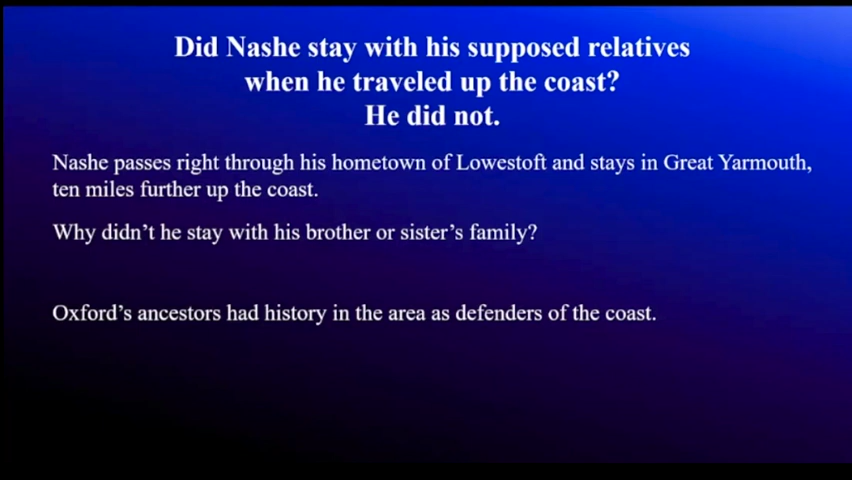 Did Nashe stay with his supposed relatives
when he traveled up the coast?
He did not.
Nashe passes right through his hometown of Lowestoft and stays in Great Yarmouth,
ten miles further up the coast.
Why didn’t he stay with his brother or sister’s family?
Oxford’s ancestors had history in the area as defenders of the coast.